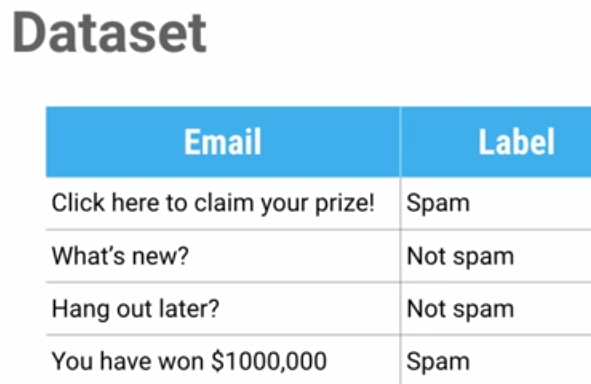 Dataset
Email Label
Click here to claim your prize! Spam
What's new? Not spam
Hang out later? Not spam
You have won $1000,000 Spam